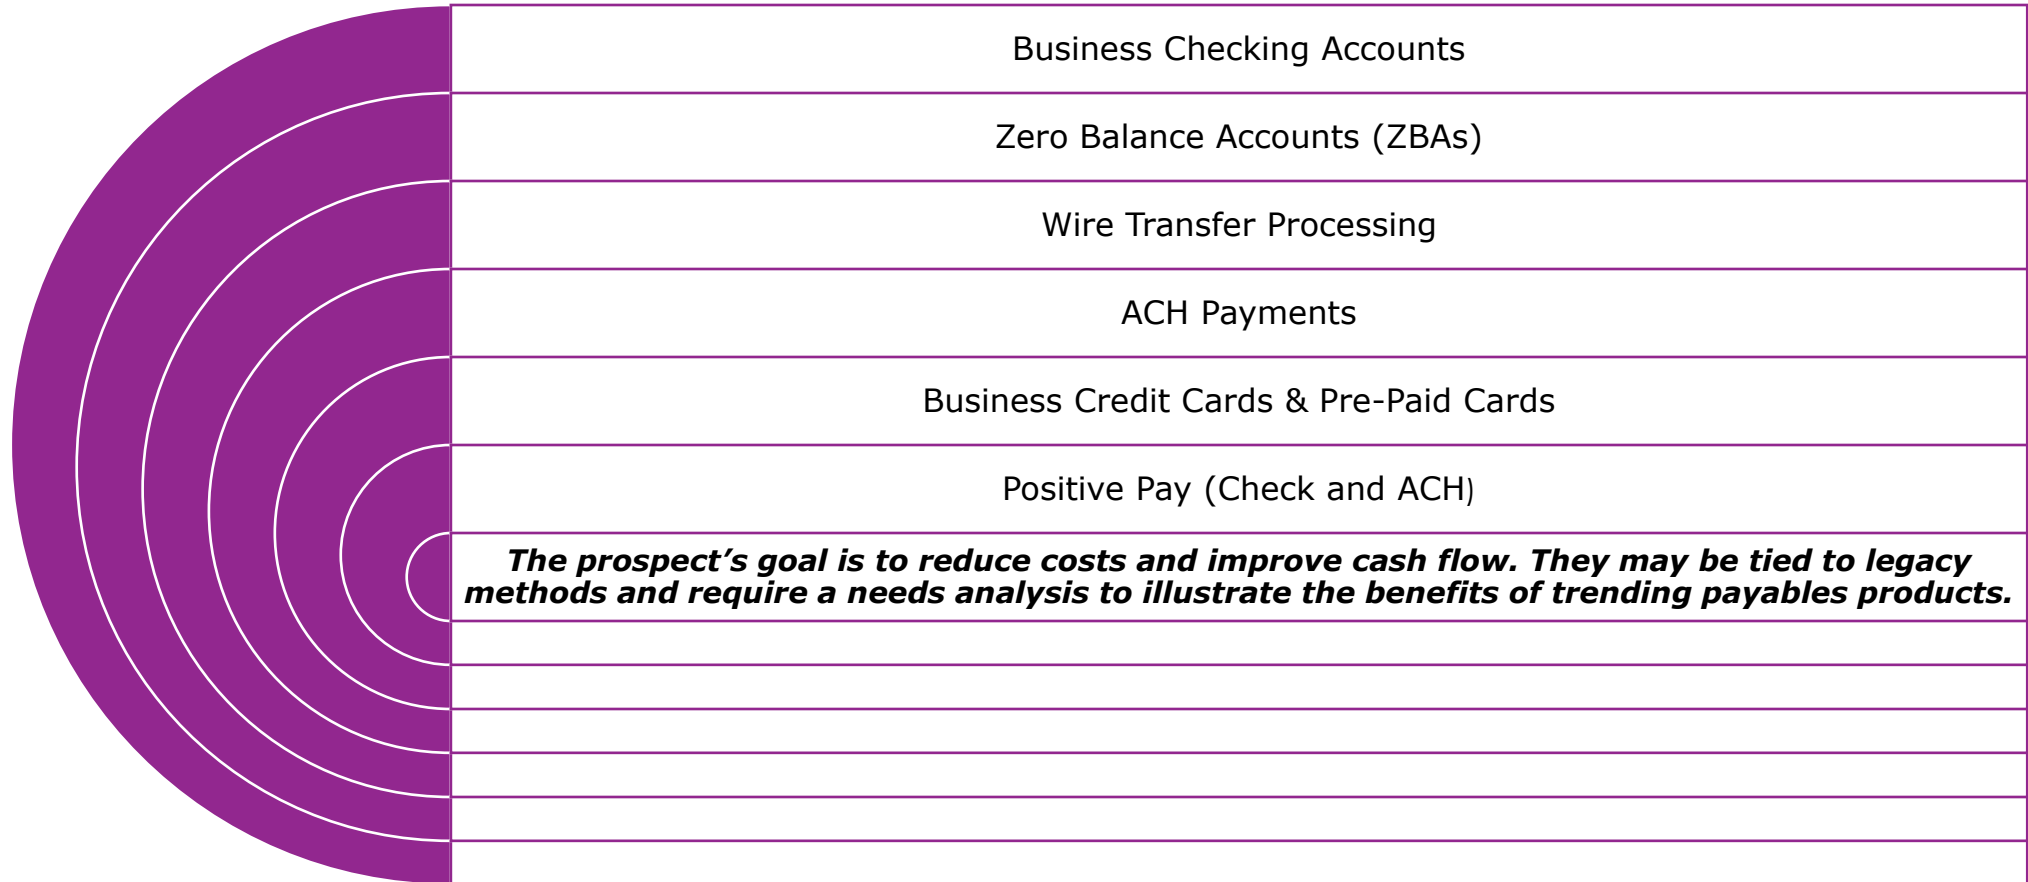 Business Checking Accounts
Zero Balance Accounts (ZBAs)
Wire Transfer Processing
ACH Payments
Business Credit Cards & Pre-Paid Cards
Positive Pay (Check and ACH)
The prospect’s goal is to reduce costs and improve cash flow. They may be tied to legacy
methods and require a needs analysis to illustrate the benefits of trending payables products.